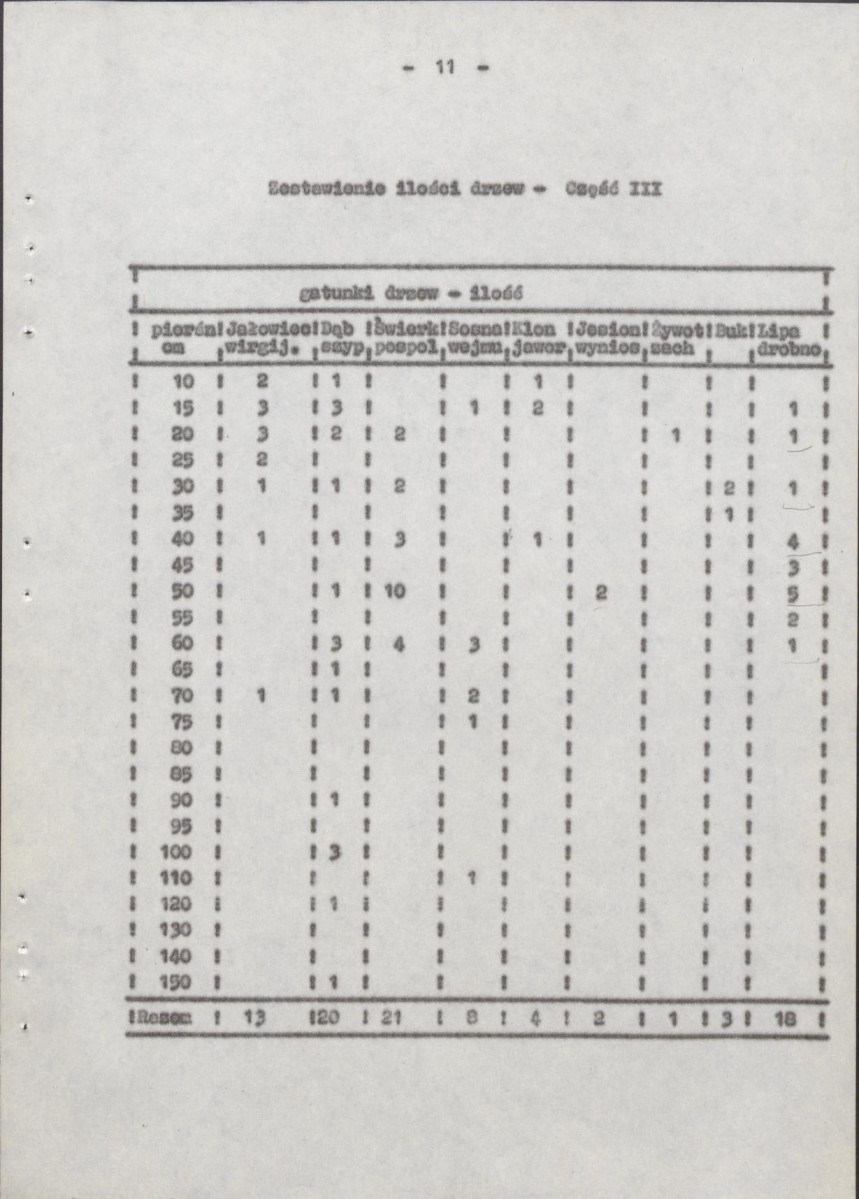 - 11 -
Zestawienie ilości drzew - Część III
gatunki drzew - ilość
! pierśn!Jałowiec!Dąb !Świerk!Sosna!Klon !Jesion!Żywot!Buk!Lipa !
! cm !wirgij. !szyp!pospol!wejmu!jawor!wynios!zach ! !drobno!
! 10 ! 2 ! 1 ! ! ! 1 ! ! ! ! !
! 15 ! 3 ! 3 ! ! 1 ! 2 ! ! ! ! 1 !
! 20 ! 3 ! 2 ! 2 ! ! ! ! 1 ! ! 1 !
! 25 ! 2 ! ! ! ! ! ! ! ! !
! 30 ! 1 ! 1 ! 2 ! ! ! ! ! 2 ! 1 !
! 35 ! ! ! ! ! ! ! ! 1 ! !
! 40 ! 1 ! 1 ! 3 ! ! 1 ! ! ! ! 4 !
! 45 ! ! ! ! ! ! ! ! ! 3 !
! 50 ! ! 1 ! 10 ! ! ! 2 ! ! ! 5 !
! 55 ! ! ! ! ! ! ! ! ! 2 !
! 60 ! ! 3 ! 4 ! 3 ! ! ! ! ! 1 !
! 65 ! ! 1 ! ! ! ! ! ! ! !
! 70 ! 1 ! 1 ! ! 2 ! ! ! ! ! !
! 75 ! ! ! ! 1 ! ! ! ! ! !
! 80 ! ! ! ! ! ! ! ! ! !
! 85 ! ! ! ! ! ! ! ! ! !
! 90 ! ! 1 ! ! ! ! ! ! ! !
! 95 ! ! ! ! ! ! ! ! ! !
! 100 ! ! 3 ! ! ! ! ! ! ! !
! 110 ! ! ! ! 1 ! ! ! ! ! !
! 120 ! ! 1 ! ! ! ! ! ! ! !
! 130 ! ! ! ! ! ! ! ! ! !
! 140 ! ! ! ! ! ! ! ! ! !
! 150 ! ! 1 ! ! ! ! ! ! ! !
!Razem ! 13 !20 ! 21 ! 8 ! 4 ! 2 ! 1 ! 3 ! 18 !